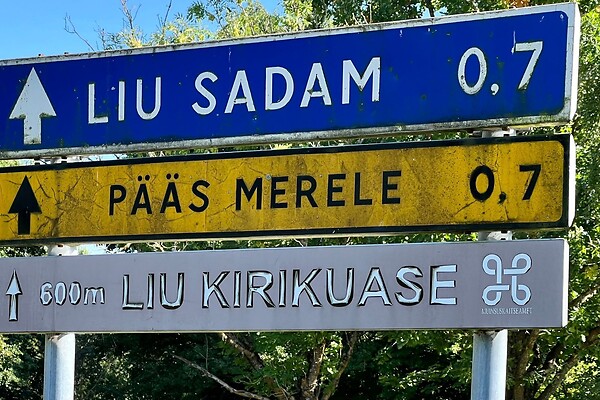 LIU SADAM 0,7
PÄÄS MERELE 0,7
600m LIU KIRIKUASE